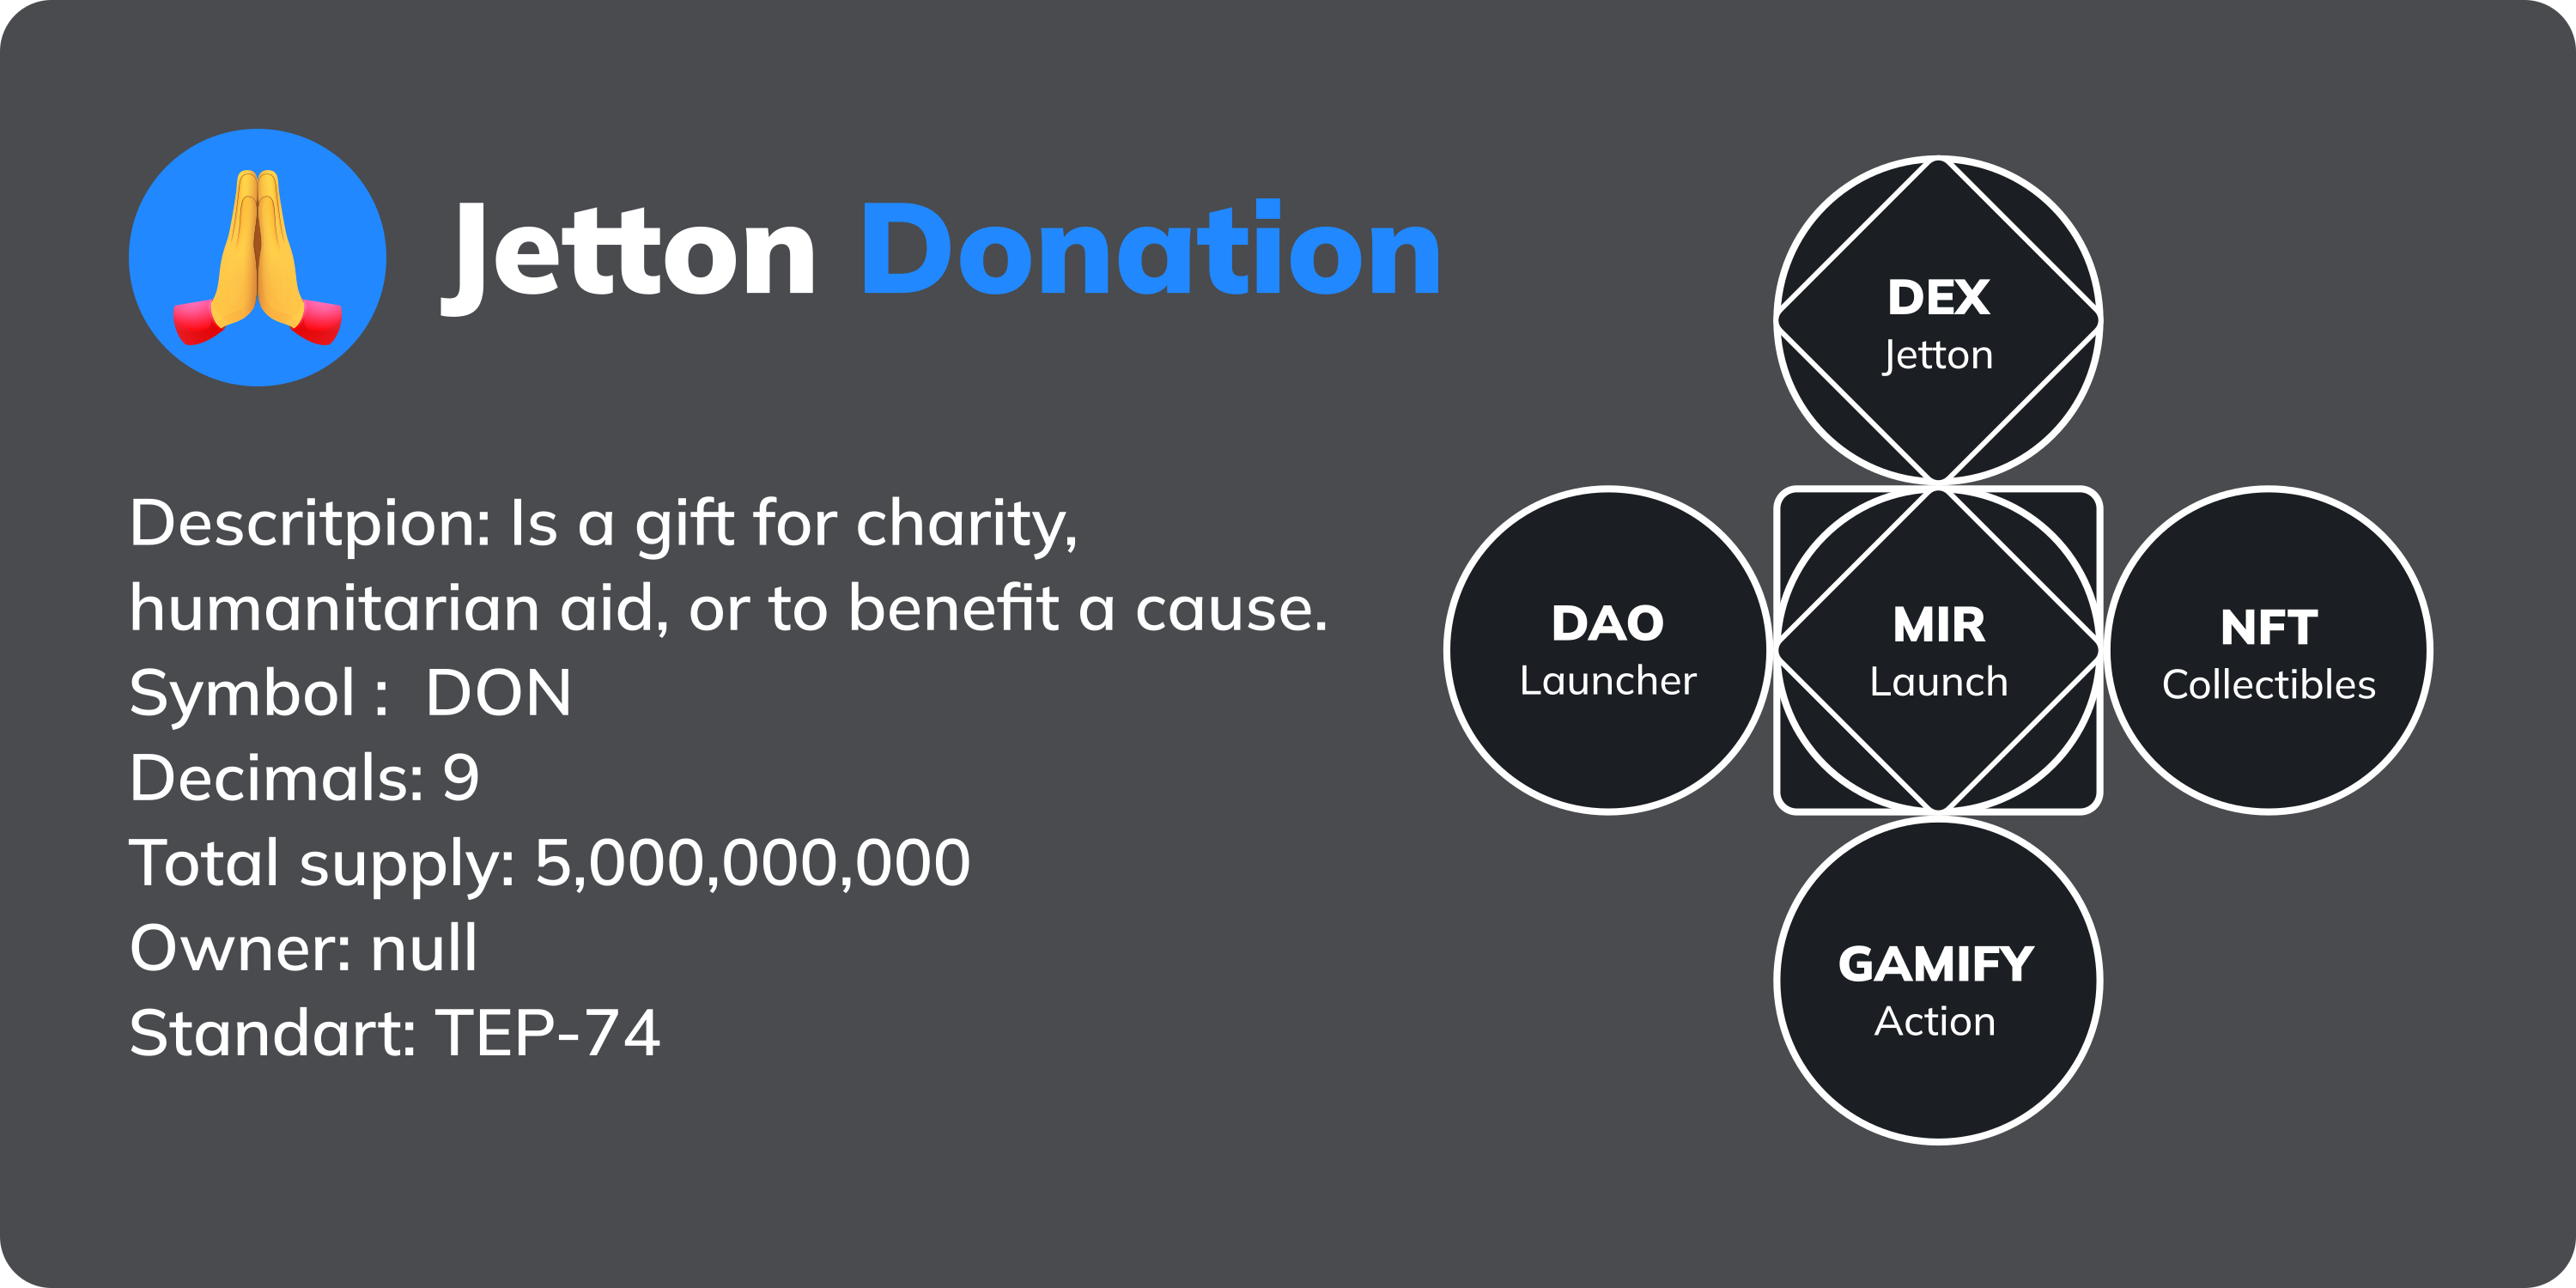 Jetton Donation
Descritpion: Is a gift for charity,
humanitarian aid, or to benefit a cause.
Symbol :  DON
Decimals: 9
Total supply: 5,000,000,000
Owner: null
Standart: TEP-74
DEX
Jetton
DAO
Launcher
MIR
Launch
NFT
Collectibles
GAMIFY
Action